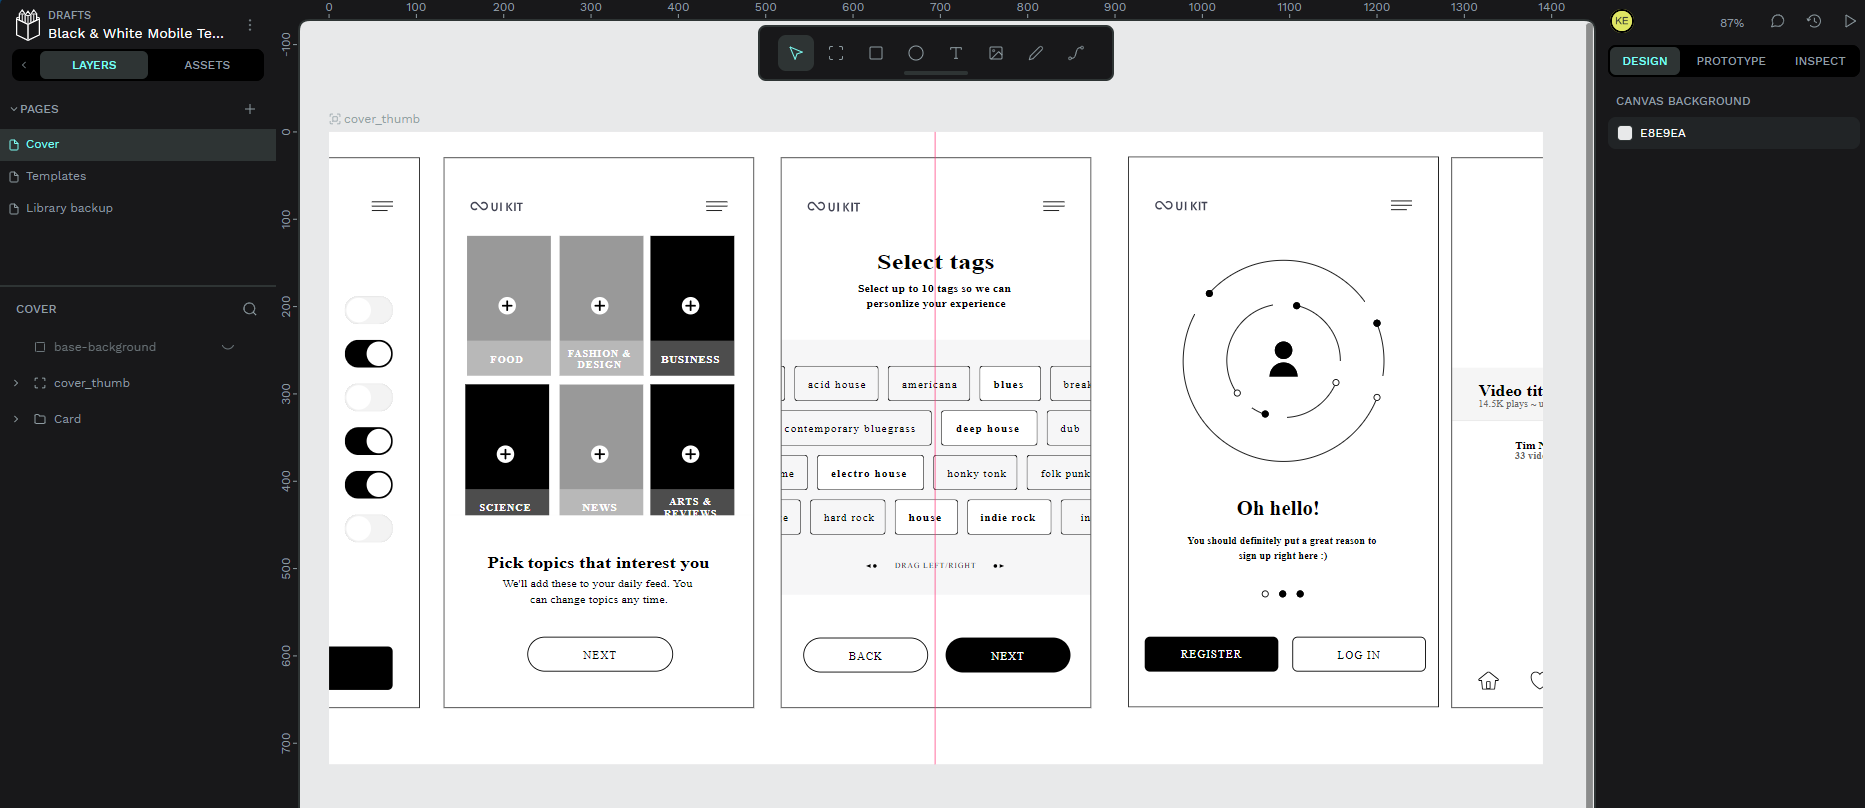 DRAFTS
Black & White Mobile Te...
LAYERS
ASSETS
PAGES
Cover
Templates
Library backup
COVER
base-background
cover_thumb
Card
0
100
200
300
400
500
600
700
800
900
1000
1100
1200
1300
1400
-100
0
100
200
300
400
500
600
700
cover_thumb
UI KIT
FOOD
FASHION &
DESIGN
BUSINESS
SCIENCE
NEWS
ARTS &
REVIEWS
Pick topics that interest you
We'll add these to your daily feed. You
can change topics any time.
NEXT
UI KIT
Select tags
Select up to 10 tags so we can
personlize your experience
acid house
americana
blues
break
contemporary bluegrass
deep house
dub
me
electro house
honky tonk
folk punk
e
hard rock
house
indie rock
in
DRAG LEFT/RIGHT
BACK
NEXT
UI KIT
Oh hello!
You should definitely put a great reason to
sign up right here :)
REGISTER
LOG IN
Video tit
14.5K plays ~ u
Tim N
33 vide
KE
87%
DESIGN
PROTOTYPE
INSPECT
CANVAS BACKGROUND
E8E9EA